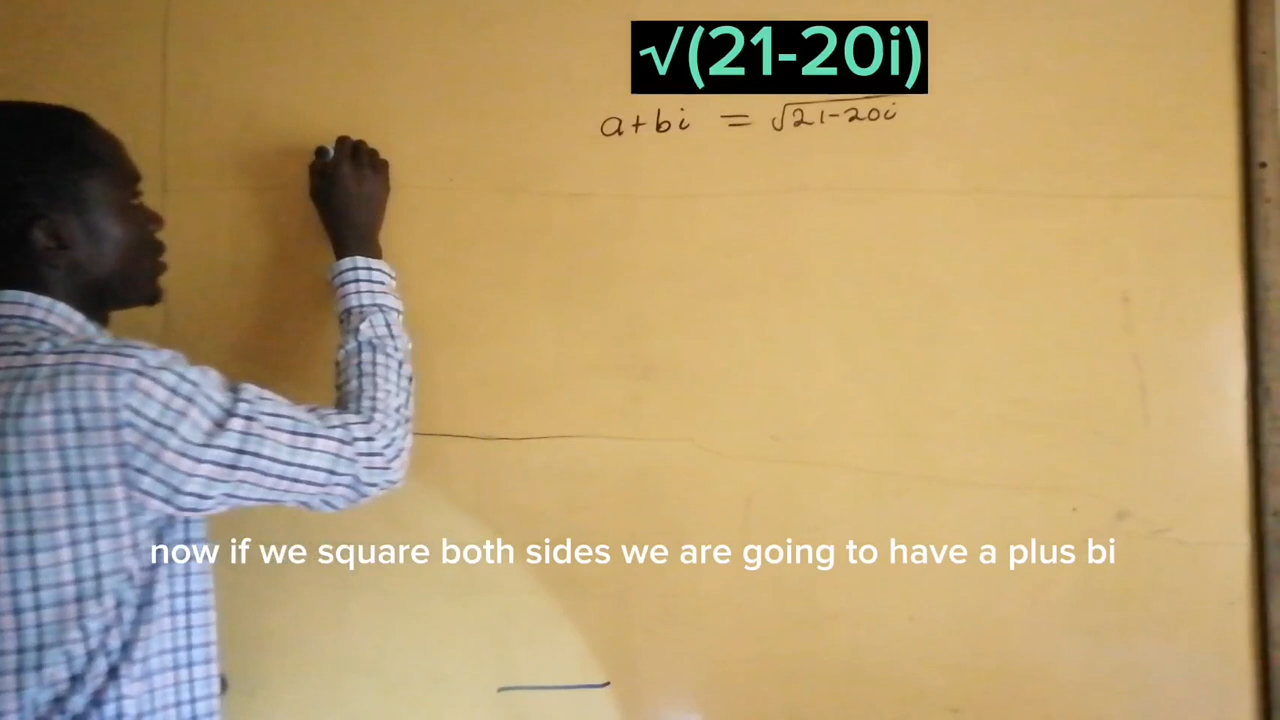 √(21-20i)
a+bi = √21-20i
now if we square both sides we are going to have a plus bi